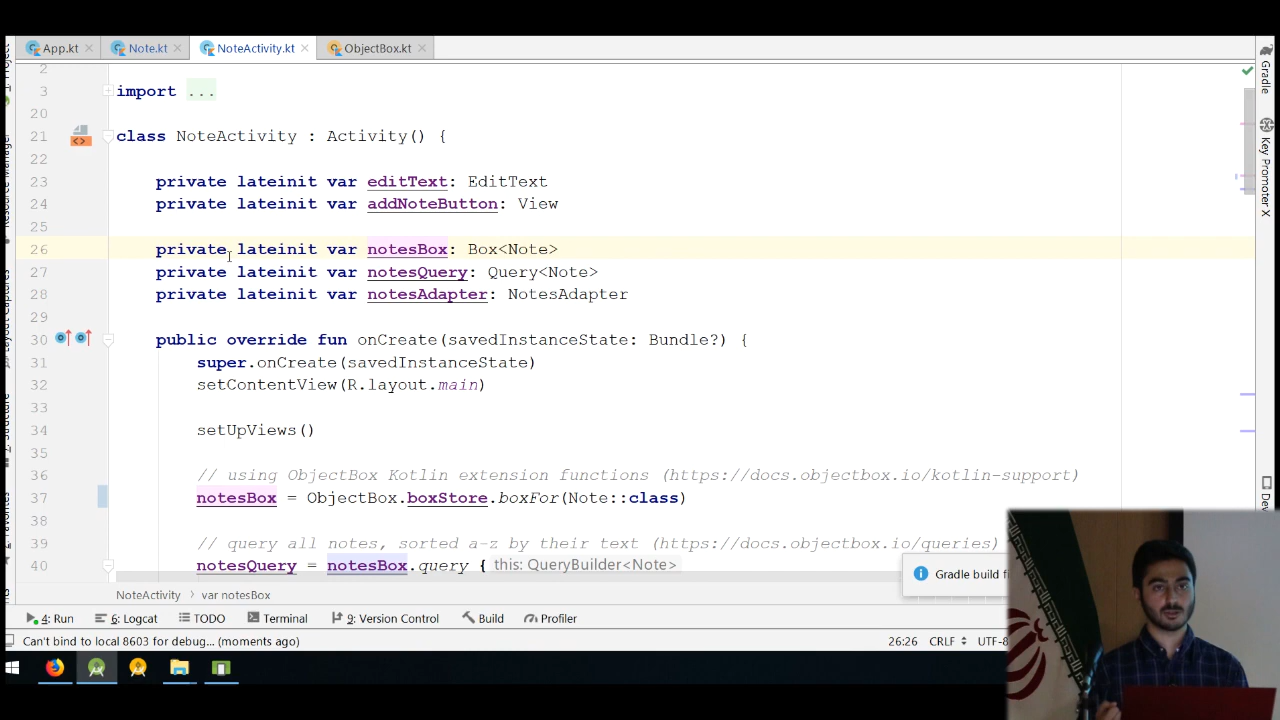 App.kt Note.kt NoteActivity.kt ObjectBox.kt
2
3 import ...
20
21 class NoteActivity : Activity() {
22
23 private lateinit var editText: EditText
24 private lateinit var addNoteButton: View
25
26 private lateinit var notesBox: Box<Note>
27 private lateinit var notesQuery: Query<Note>
28 private lateinit var notesAdapter: NotesAdapter
29
30 public override fun onCreate(savedInstanceState: Bundle?) {
31 super.onCreate(savedInstanceState)
32 setContentView(R.layout.main)
33
34 setUpViews()
35
36 // using ObjectBox Kotlin extension functions (https://docs.objectbox.io/kotlin-support)
37 notesBox = ObjectBox.boxStore.boxFor(Note::class)
38
39 // query all notes, sorted a-z by their text (https://docs.objectbox.io/queries)
40 notesQuery = notesBox.query { this: QueryBuilder<Note>
Gradle build fi
NoteActivity › var notesBox
4: Run 6: Logcat TODO Terminal 9: Version Control Build Profiler
Can't bind to local 8603 for debug... (moments ago) 26:26 CRLF UTF-8
Gradle
Key Promoter X